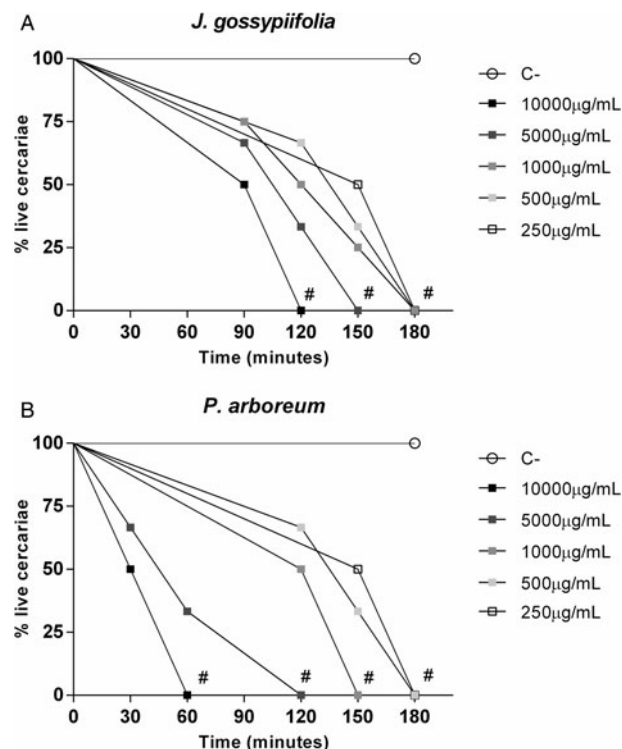 A
J. gossypiifolia
% live cercariae
100
75
50
25
0
# # #
0 30 60 90 120 150 180
Time (minutes)
C-
10000µg/mL
5000µg/mL
1000µg/mL
500µg/mL
250µg/mL
B
P. arboreum
% live cercariae
100
75
50
25
0
# # # #
0 30 60 90 120 150 180
Time (minutes)
C-
10000µg/mL
5000µg/mL
1000µg/mL
500µg/mL
250µg/mL